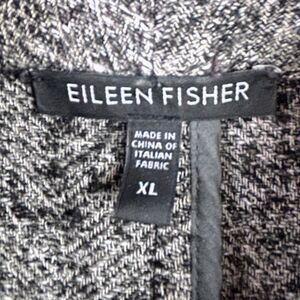 EILEEN FISHER
MADE IN
CHINA OF
ITALIAN
FABRIC
XL